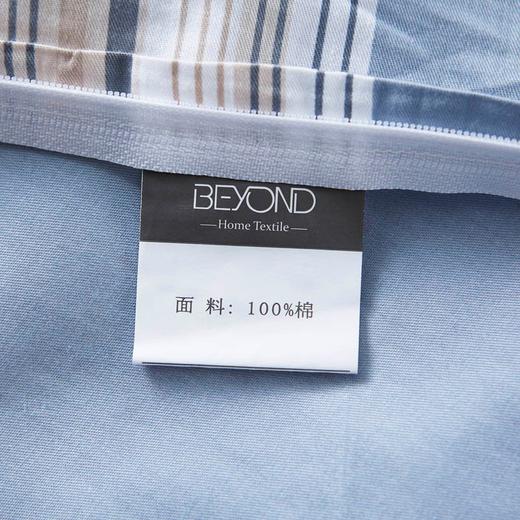 BEYOND
Home Textile
面 料: 100%棉